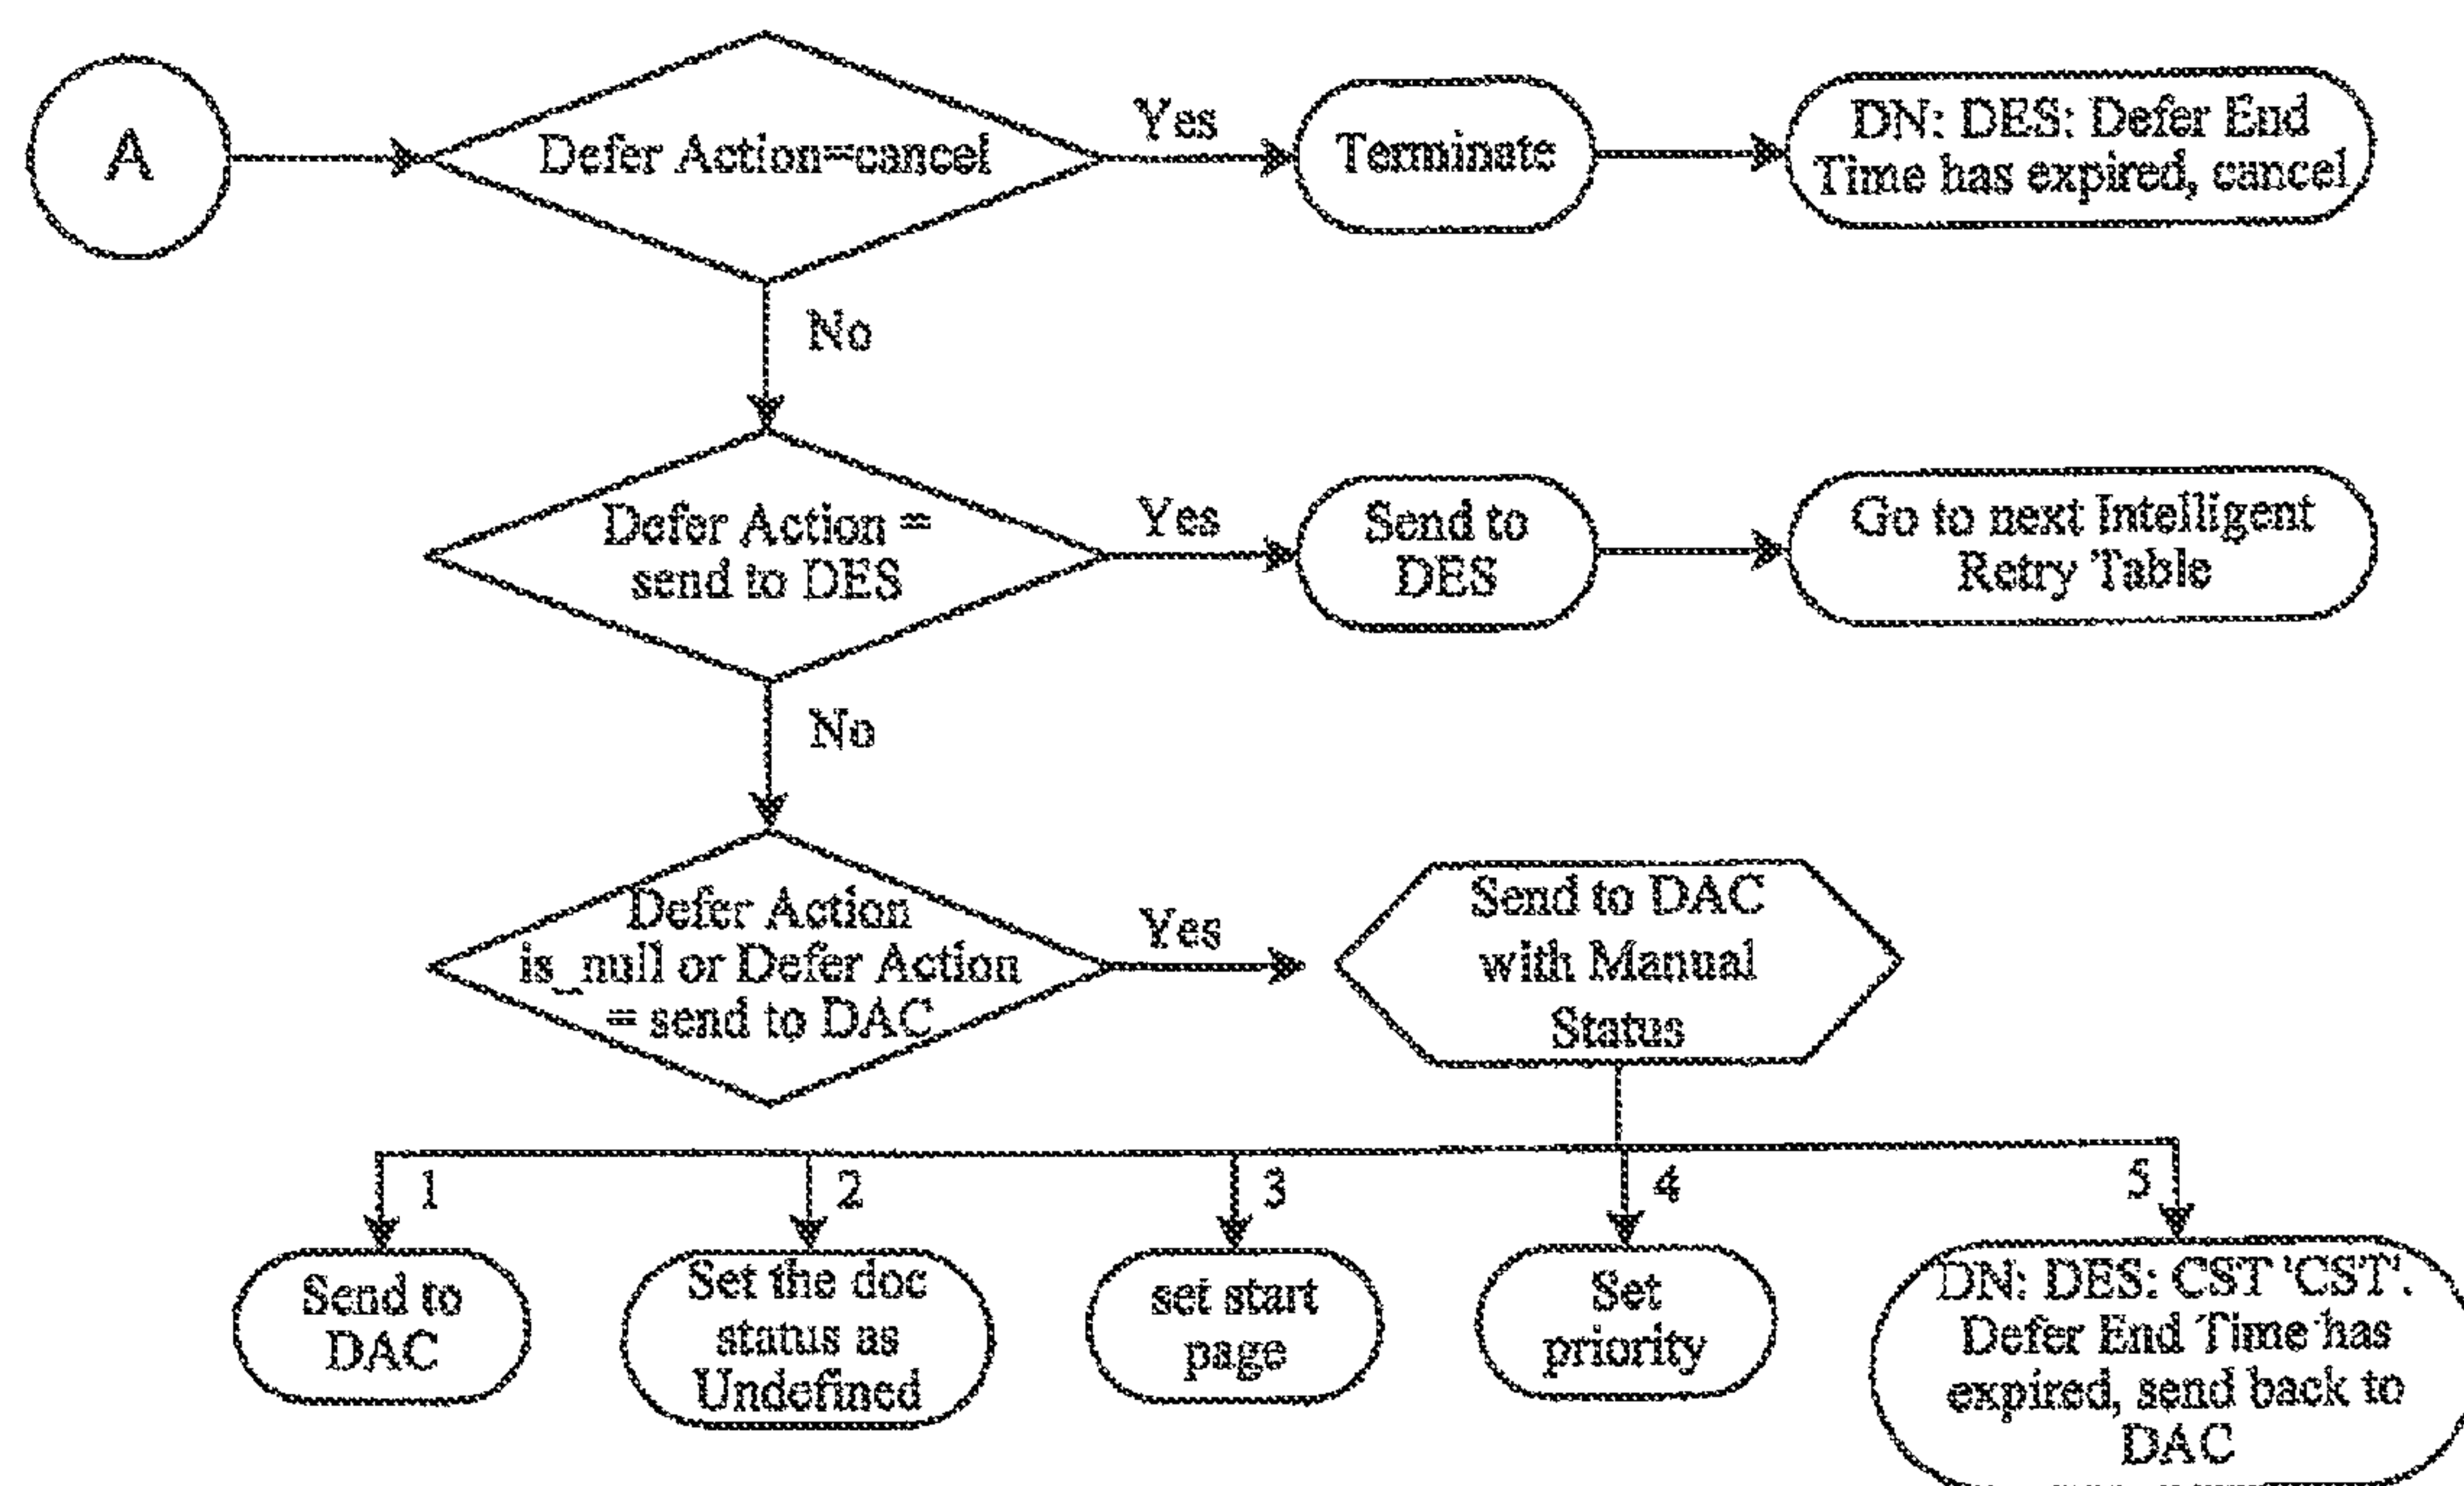 A
Defer Action=cancel
Yes
Terminate
DN: DES: Defer End
Time has expired, cancel
No
Defer Action =
send to DES
Yes
Send to
DES
Go to next Intelligent
Retry Table
No
Defer Action
is_null or Defer Action
= send to DAC
Yes
Send to DAC
with Manual
Status
1
2
3
4
5
Send to
DAC
Set the doc
status as
Undefined
set start
page
Set
priority
DN: DES: CST 'CST'.
Defer End Time has
expired, send back to
DAC